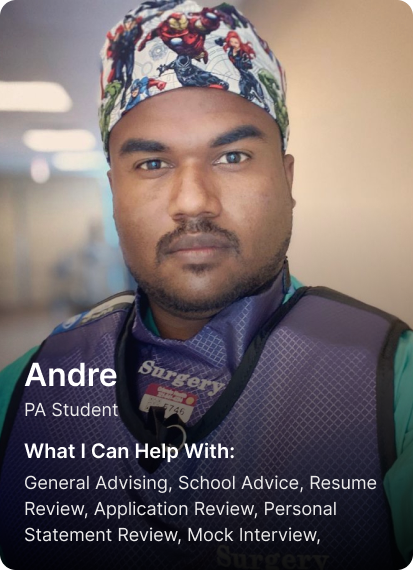 Surgery
Andre
PA Student
What I Can Help With:
General Advising, School Advice, Resume
Review, Application Review, Personal
Statement Review, Mock Interview,
Surgery